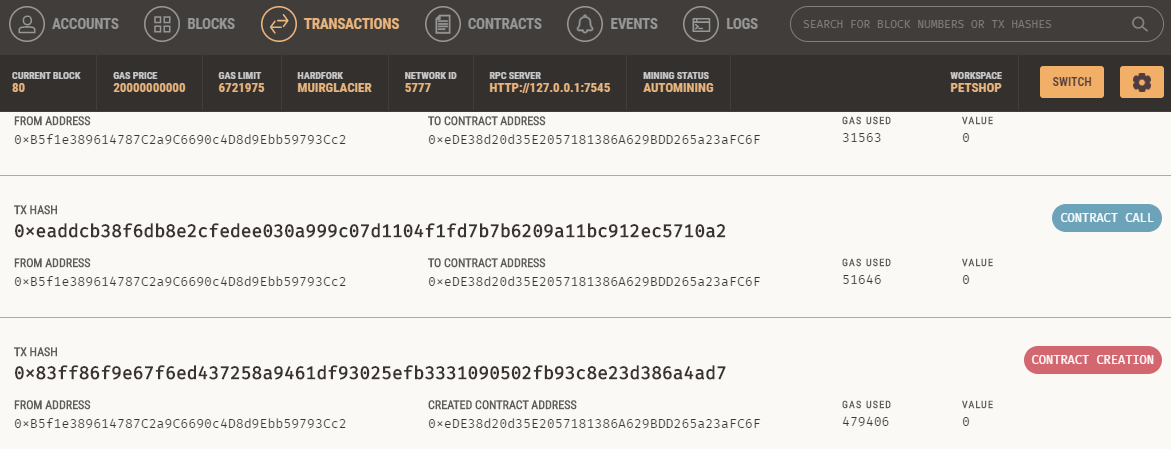 ACCOUNTS BLOCKS TRANSACTIONS CONTRACTS EVENTS LOGS SEARCH FOR BLOCK NUMBERS OR TX HASHES
CURRENT BLOCK GAS PRICE GAS LIMIT HARDFORK NETWORK ID RPC SERVER MINING STATUS WORKSPACE SWITCH
80 20000000000 6721975 MUIRGLACIER 5777 HTTP://127.0.0.1:7545 AUTOMINING PETSHOP
FROM ADDRESS TO CONTRACT ADDRESS GAS USED VALUE
0×B5f1e389614787C2a9C6690c4D8d9Ebb59793Cc2 0×eDE38d20d35E2057181386A629BDD265a23aFC6F 31563 0
TX HASH
0×eaddcb38f6db8e2cfedee030a999c07d1104f1fd7b7b6209a11bc912ec5710a2 CONTRACT CALL
FROM ADDRESS TO CONTRACT ADDRESS GAS USED VALUE
0×B5f1e389614787C2a9C6690c4D8d9Ebb59793Cc2 0×eDE38d20d35E2057181386A629BDD265a23aFC6F 51646 0
TX HASH
0×83ff86f9e67f6ed437258a9461df93025efb3331090502fb93c8e23d386a4ad7 CONTRACT CREATION
FROM ADDRESS CREATED CONTRACT ADDRESS GAS USED VALUE
0×B5f1e389614787C2a9C6690c4D8d9Ebb59793Cc2 0×eDE38d20d35E2057181386A629BDD265a23aFC6F 479406 0